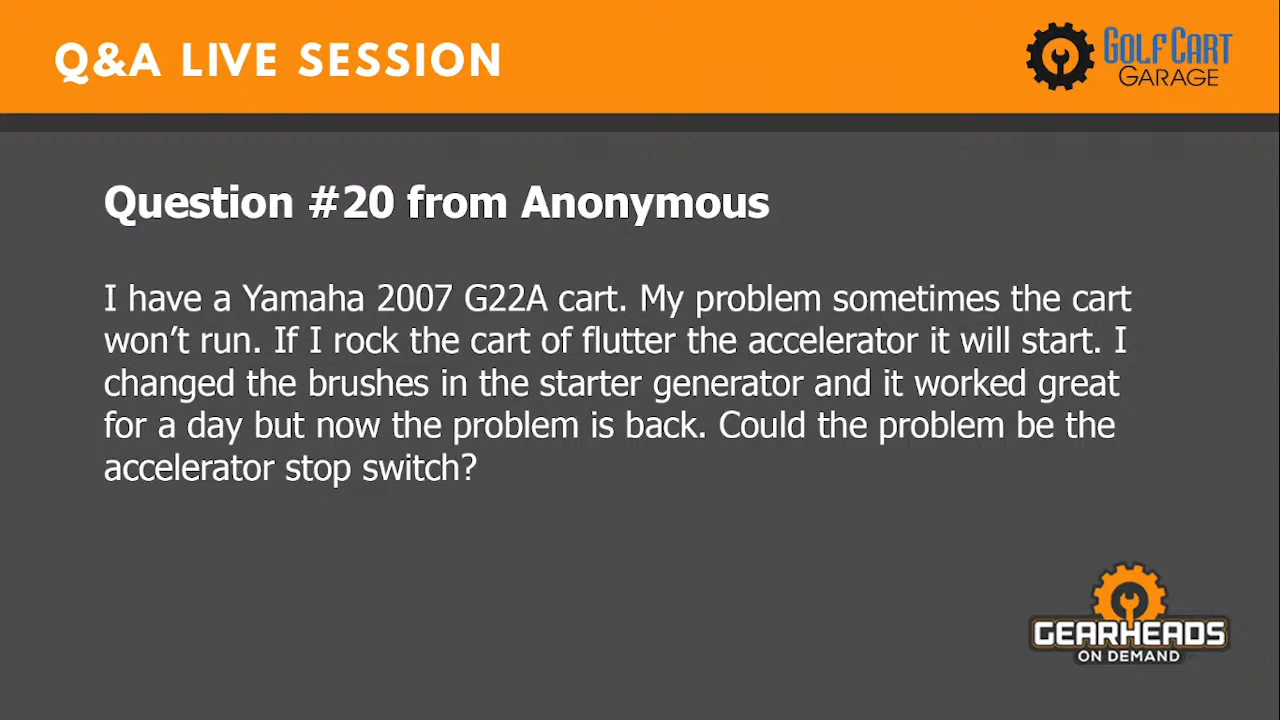 Q&A LIVE SESSION
GOLF CART
GARAGE
Question #20 from Anonymous
I have a Yamaha 2007 G22A cart. My problem sometimes the cart
won’t run. If I rock the cart of flutter the accelerator it will start. I
changed the brushes in the starter generator and it worked great
for a day but now the problem is back. Could the problem be the
accelerator stop switch?
GEARHEADS
ON DEMAND